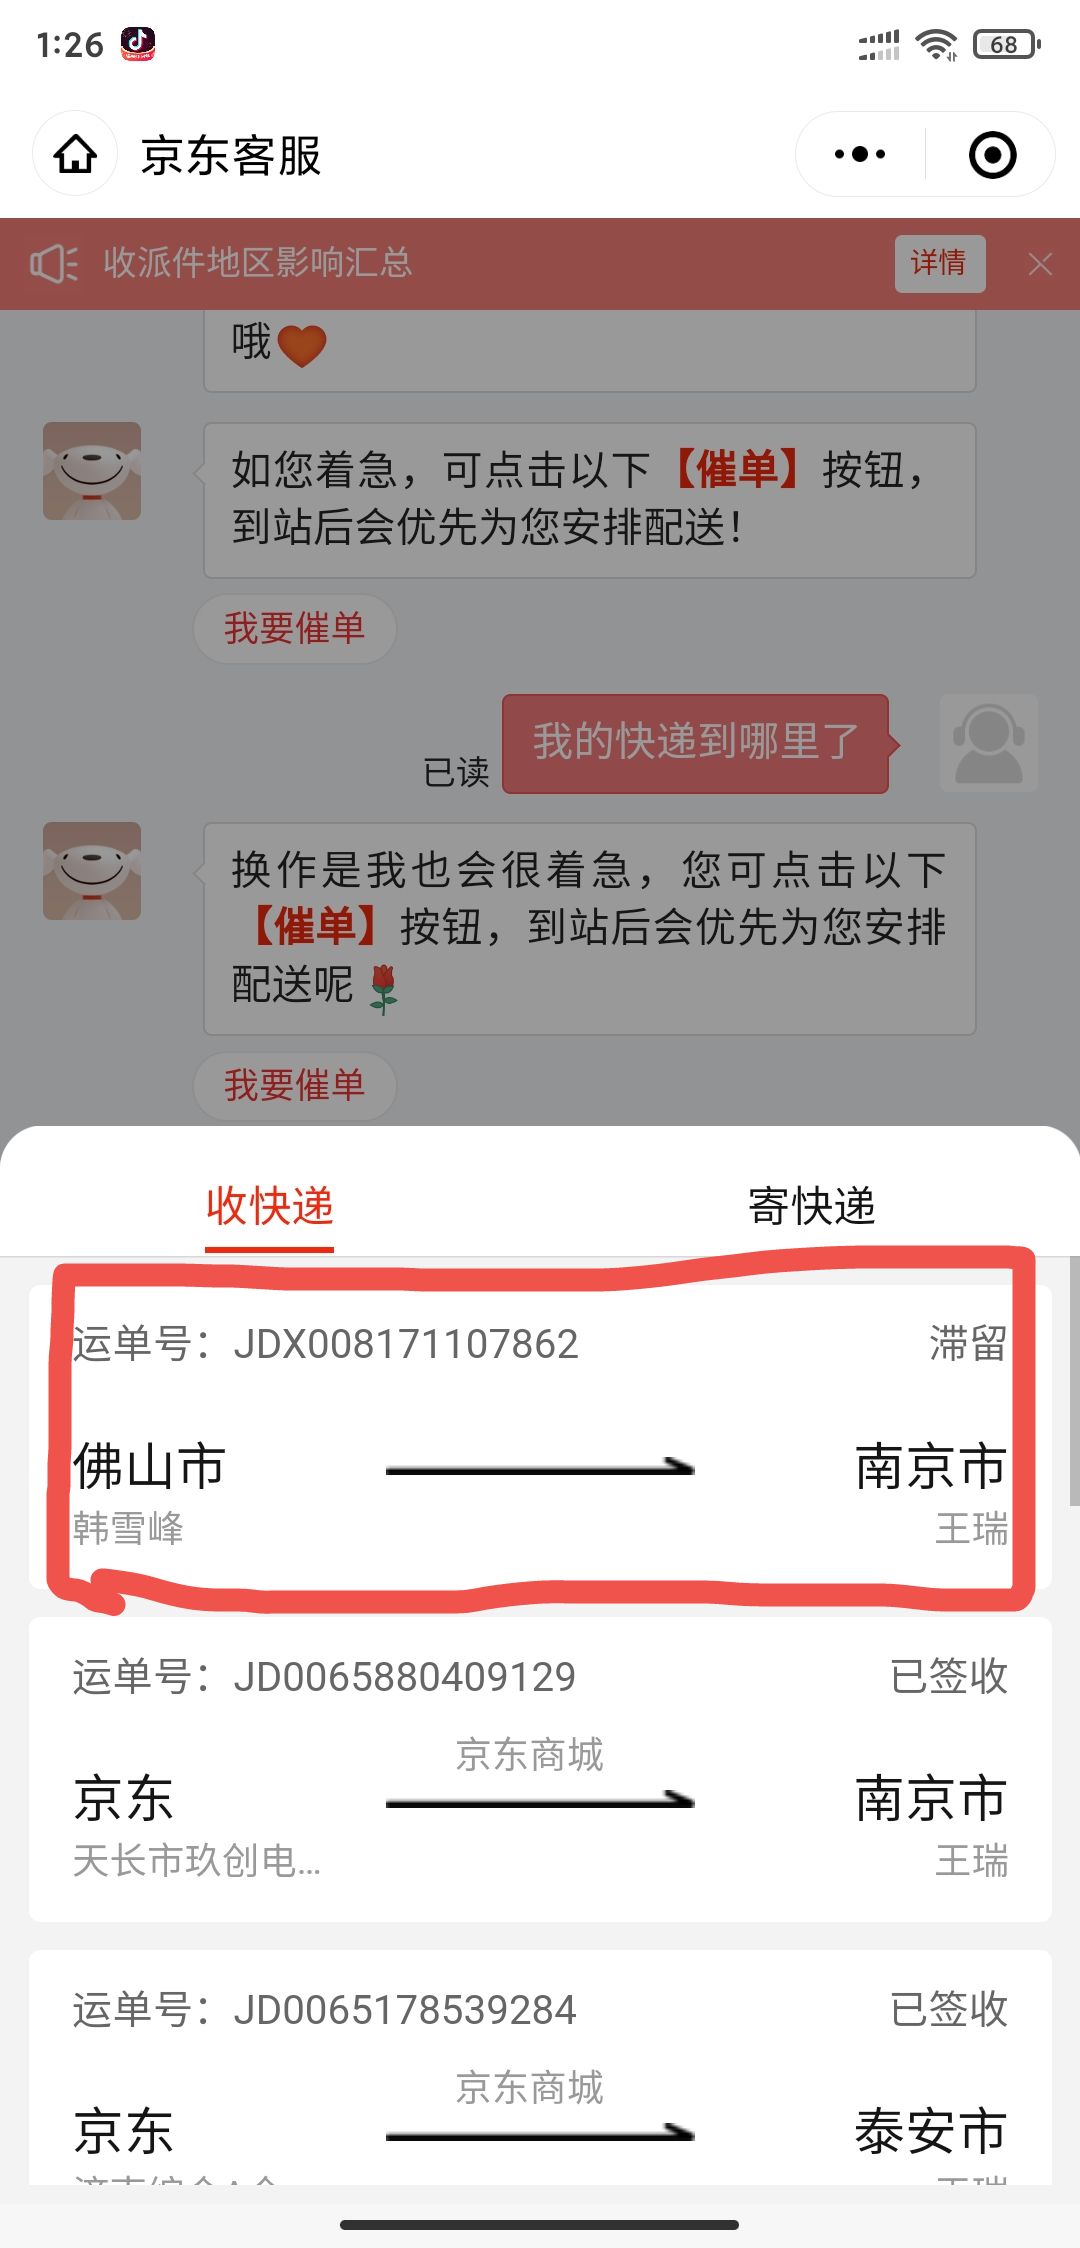 1:26
68
京东客服
收派件地区影响汇总
详情
哦
如您着急，可点击以下【催单】按钮，
到站后会优先为您安排配送！
我要催单
我的快递到哪里了
已读
换作是我也会很着急，您可点击以下
【催单】按钮，到站后会优先为您安排
配送呢
我要催单
收快递
寄快递
运单号：JDX008171107862
滞留
佛山市
南京市
韩雪峰
王瑞
运单号：JD0065880409129
已签收
京东商城
京东
南京市
天长市玖创电...
王瑞
运单号：JD0065178539284
已签收
京东商城
京东
泰安市